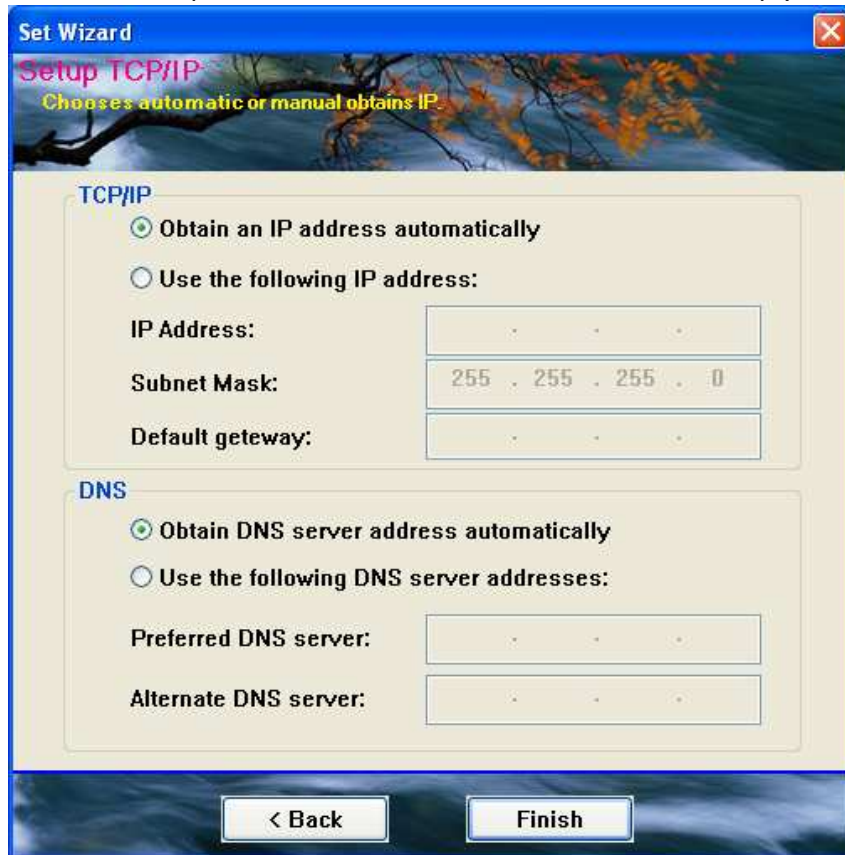 Set Wizard
Setup TCP/IP
Chooses automatic or manual obtains IP.
TCP/IP
Obtain an IP address automatically
Use the following IP address:
IP Address: . . .
Subnet Mask: 255 . 255 . 255 . 0
Default geteway: . . .
DNS
Obtain DNS server address automatically
Use the following DNS server addresses:
Preferred DNS server: . . .
Alternate DNS server: . . .
< Back Finish